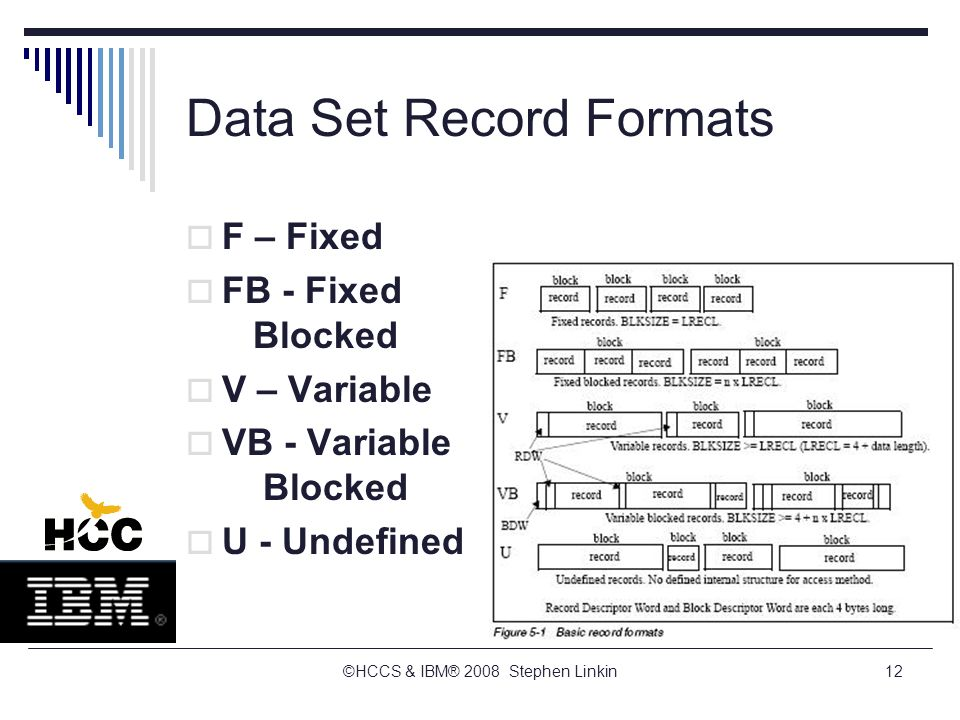 Data Set Record Formats
F – Fixed
FB - Fixed
Blocked
V – Variable
VB - Variable
Blocked
U - Undefined
HCC
IBM®
F
block block block block
record record record record
Fixed records. BLKSIZE = LRECL.
FB
block block
record record record record record record
Fixed blocked records. BLKSIZE = n x LRECL.
V
block block block
record record record
Variable records. BLKSIZE >= LRECL (LRECL = 4 + data length).
RDW
VB
block block
record record record record record
BDW
Variable blocked records. BLKSIZE >= 4 + n x LRECL.
U
block block block block
record record record record
Undefined records. No defined internal structure for access method.
Record Descriptor Word and Block Descriptor Word are each 4 bytes long.
Figure 5-1 Basic record formats
©HCCS & IBM® 2008 Stephen Linkin
12